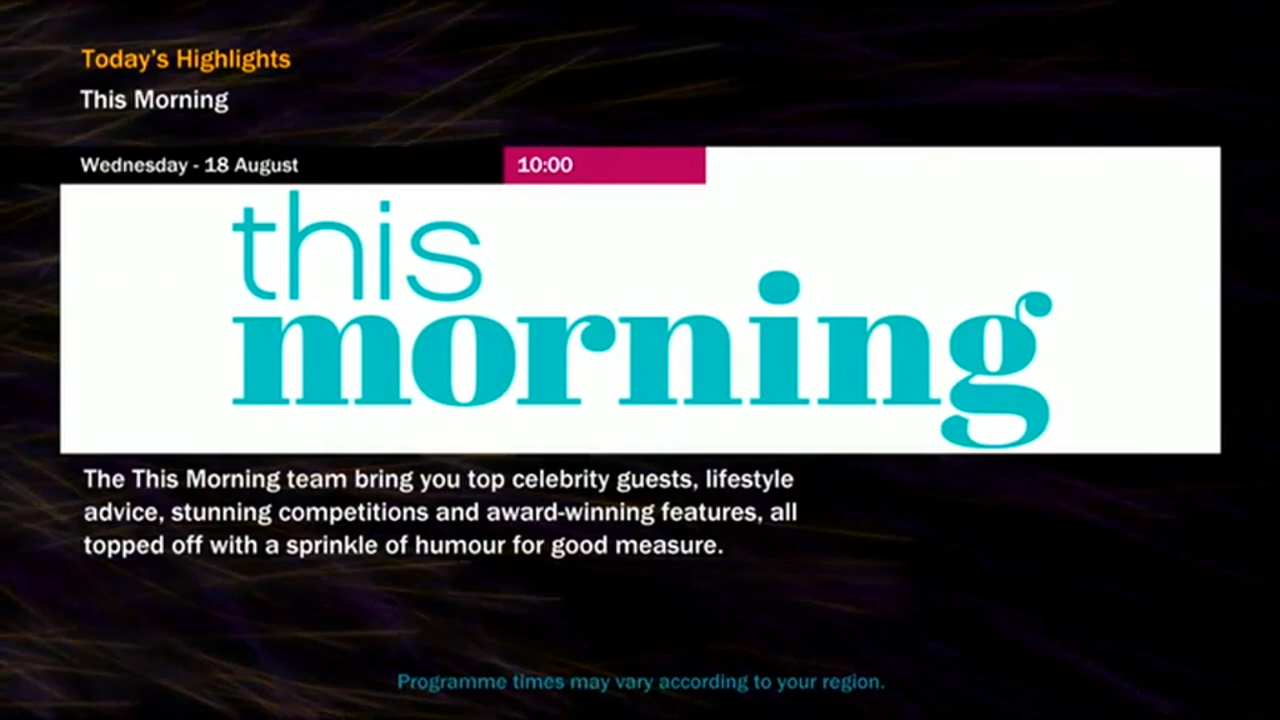 Today's Highlights
This Morning
Wednesday - 18 August
10:00
this
morning
The This Morning team bring you top celebrity guests, lifestyle
advice, stunning competitions and award-winning features, all
topped off with a sprinkle of humour for good measure.
Programme times may vary according to your region.